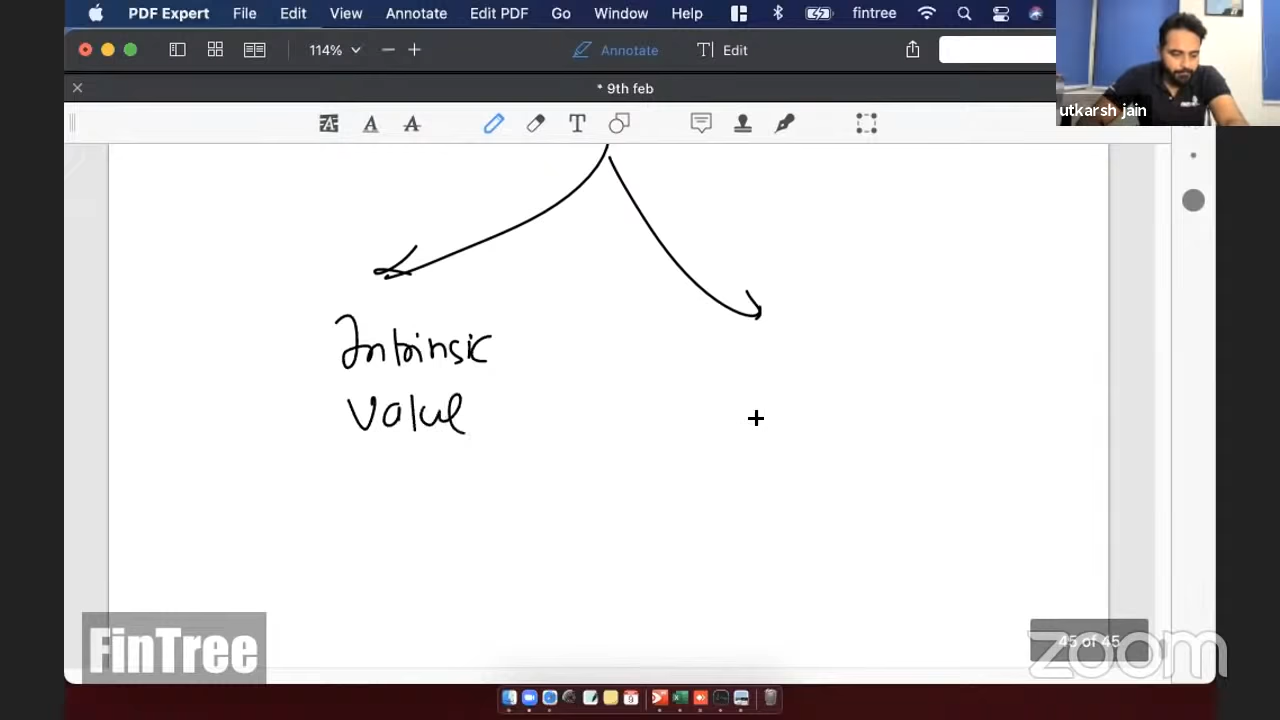 PDF Expert File Edit View Annotate Edit PDF Go Window Help fintree
114% Annotate T Edit
* 9th feb
utkarsh jain
A A A T
Intrinsic
Value
45 of 45
FinTree
zoom
9